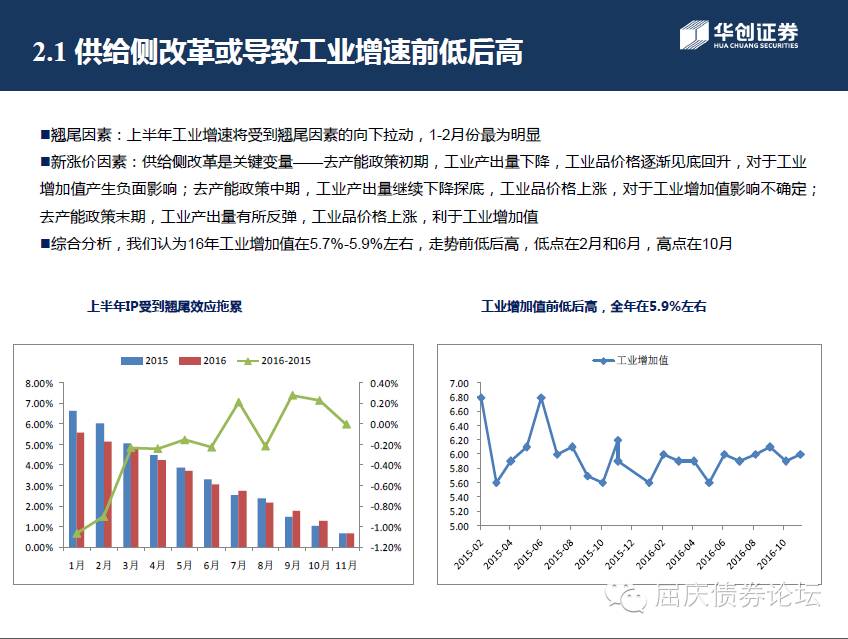 2.1 供给侧改革或导致工业增速前低后高
华创证券
HUA CHUANG SECURITIES
■翘尾因素：上半年工业增速将受到翘尾因素的向下拉动，1-2月份最为明显
■新涨价因素：供给侧改革是关键变量——去产能政策初期，工业产出量下降，工业品价格逐渐见底回升，对于工业
增加值产生负面影响；去产能政策中期，工业产出量继续下降探底，工业品价格上涨，对于工业增加值影响不确定；
去产能政策末期，工业产出量有所反弹，工业品价格上涨，利于工业增加值
■综合分析，我们认为16年工业增加值在5.7%-5.9%左右，走势前低后高，低点在2月和6月，高点在10月
上半年IP受到翘尾效应拖累
2015 2016 2016-2015
8.00% 0.40%
7.00% 0.20%
6.00% 0.00%
5.00% -0.20%
4.00% -0.40%
3.00% -0.60%
2.00% -0.80%
1.00% -1.00%
0.00% -1.20%
1月 2月 3月 4月 5月 6月 7月 8月 9月 10月 11月
工业增加值前低后高，全年在5.9%左右
工业增加值
7.00
6.80
6.60
6.40
6.20
6.00
5.80
5.60
5.40
5.20
5.00
2015-02 2015-04 2015-06 2015-08 2015-10 2015-12 2016-02 2016-04 2016-06 2016-08 2016-10
屈庆债券论坛